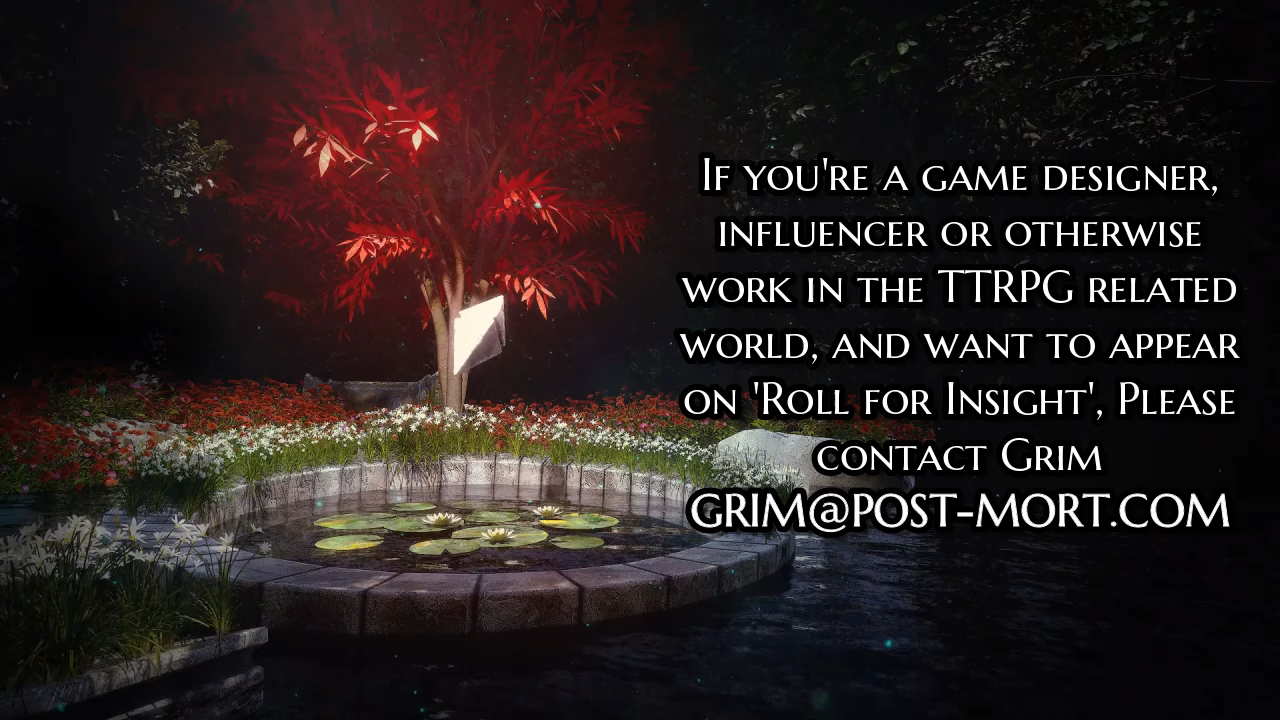 If you're a game designer,
influencer or otherwise
work in the TTRPG related
world, and want to appear
on 'Roll for Insight', Please
contact Grim
grim@post-mort.com